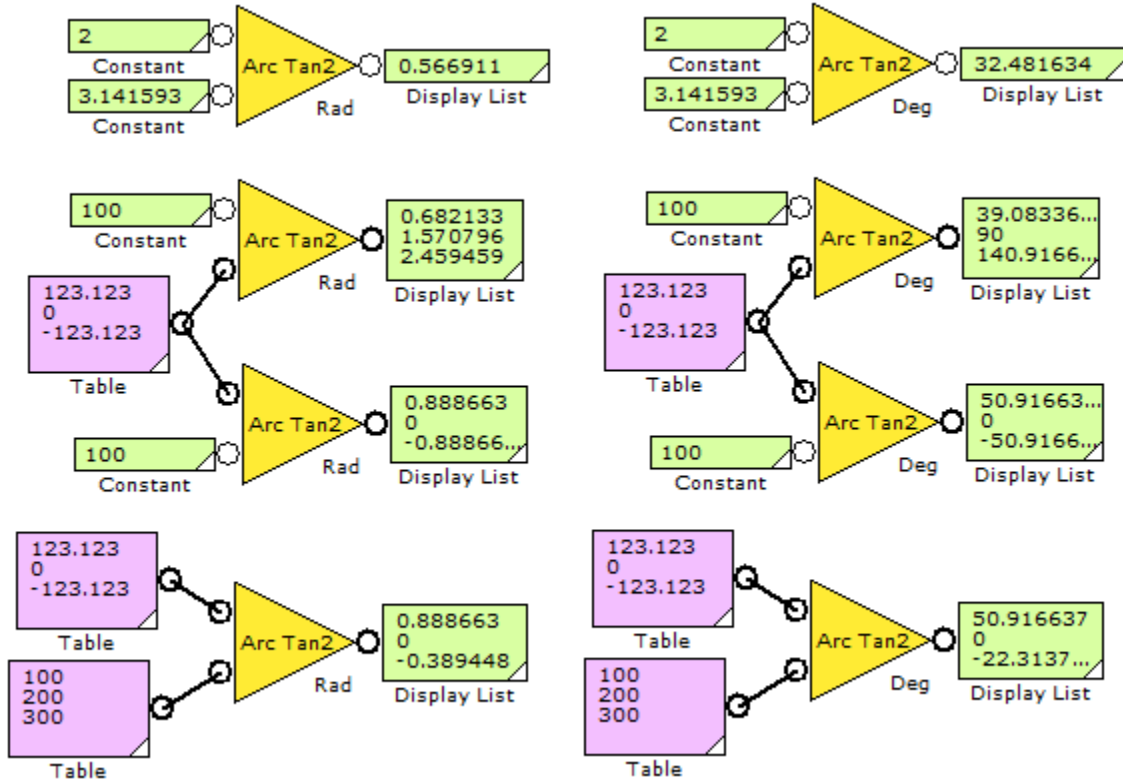 2
Constant
3.141593
Constant
Arc Tan2
Rad
0.566911
Display List
2
Constant
3.141593
Constant
Arc Tan2
Deg
32.481634
Display List
100
Constant
Arc Tan2
Rad
0.682133
1.570796
2.459459
Display List
123.123
0
-123.123
Table
Arc Tan2
Rad
100
Constant
0.888663
0
-0.88866...
Display List
100
Constant
Arc Tan2
Deg
39.08336...
90
140.9166...
Display List
123.123
0
-123.123
Table
Arc Tan2
Deg
100
Constant
50.91663...
0
-50.9166...
Display List
123.123
0
-123.123
Table
100
200
300
Table
Arc Tan2
Rad
0.888663
0
-0.389448
Display List
123.123
0
-123.123
Table
100
200
300
Table
Arc Tan2
Deg
50.916637
0
-22.3137...
Display List